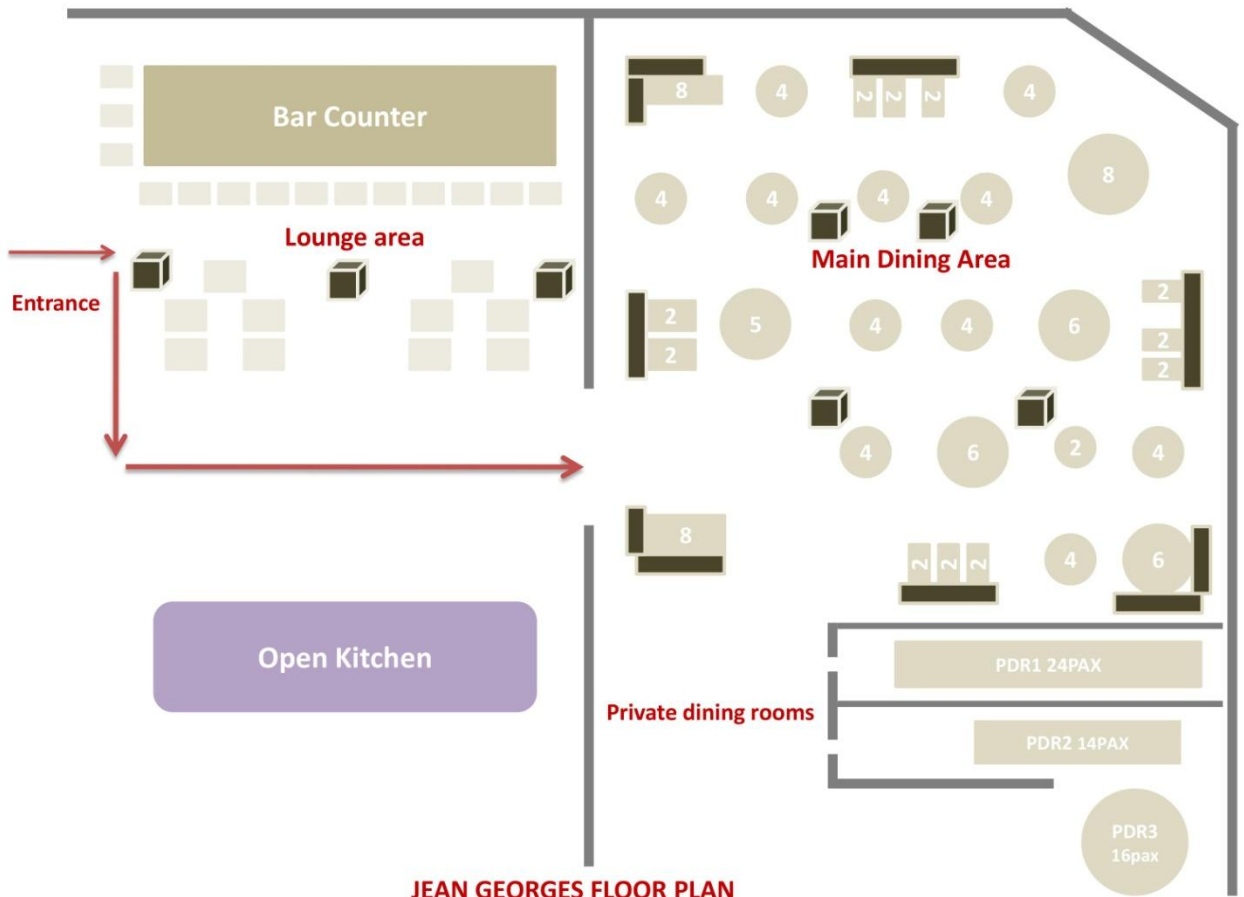 Bar Counter
Lounge area
Entrance
Open Kitchen
8
4
2 2 2
4
8
4
4
4
4
Main Dining Area
2
2
5
4
4
6
2
2
2
4
6
2
4
8
2 2 2
4
6
Private dining rooms
PDR1 24PAX
PDR2 14PAX
PDR3
16pax
JEAN GEORGES FLOOR PLAN